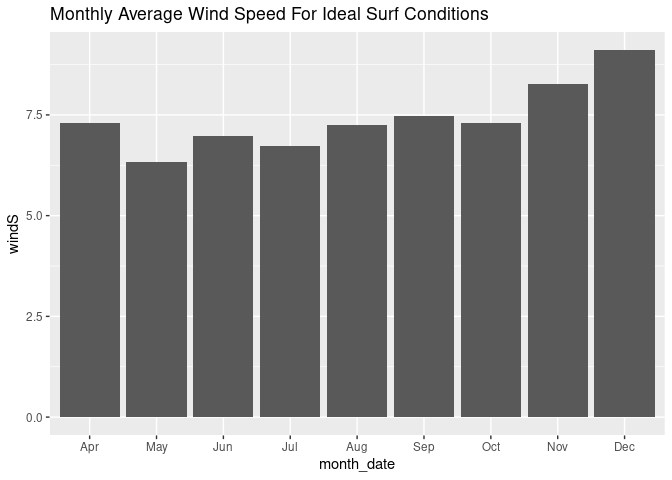 Monthly Average Wind Speed For Ideal Surf Conditions
windS
7.5
5.0
2.5
0.0
Apr May Jun Jul Aug Sep Oct Nov Dec
month_date